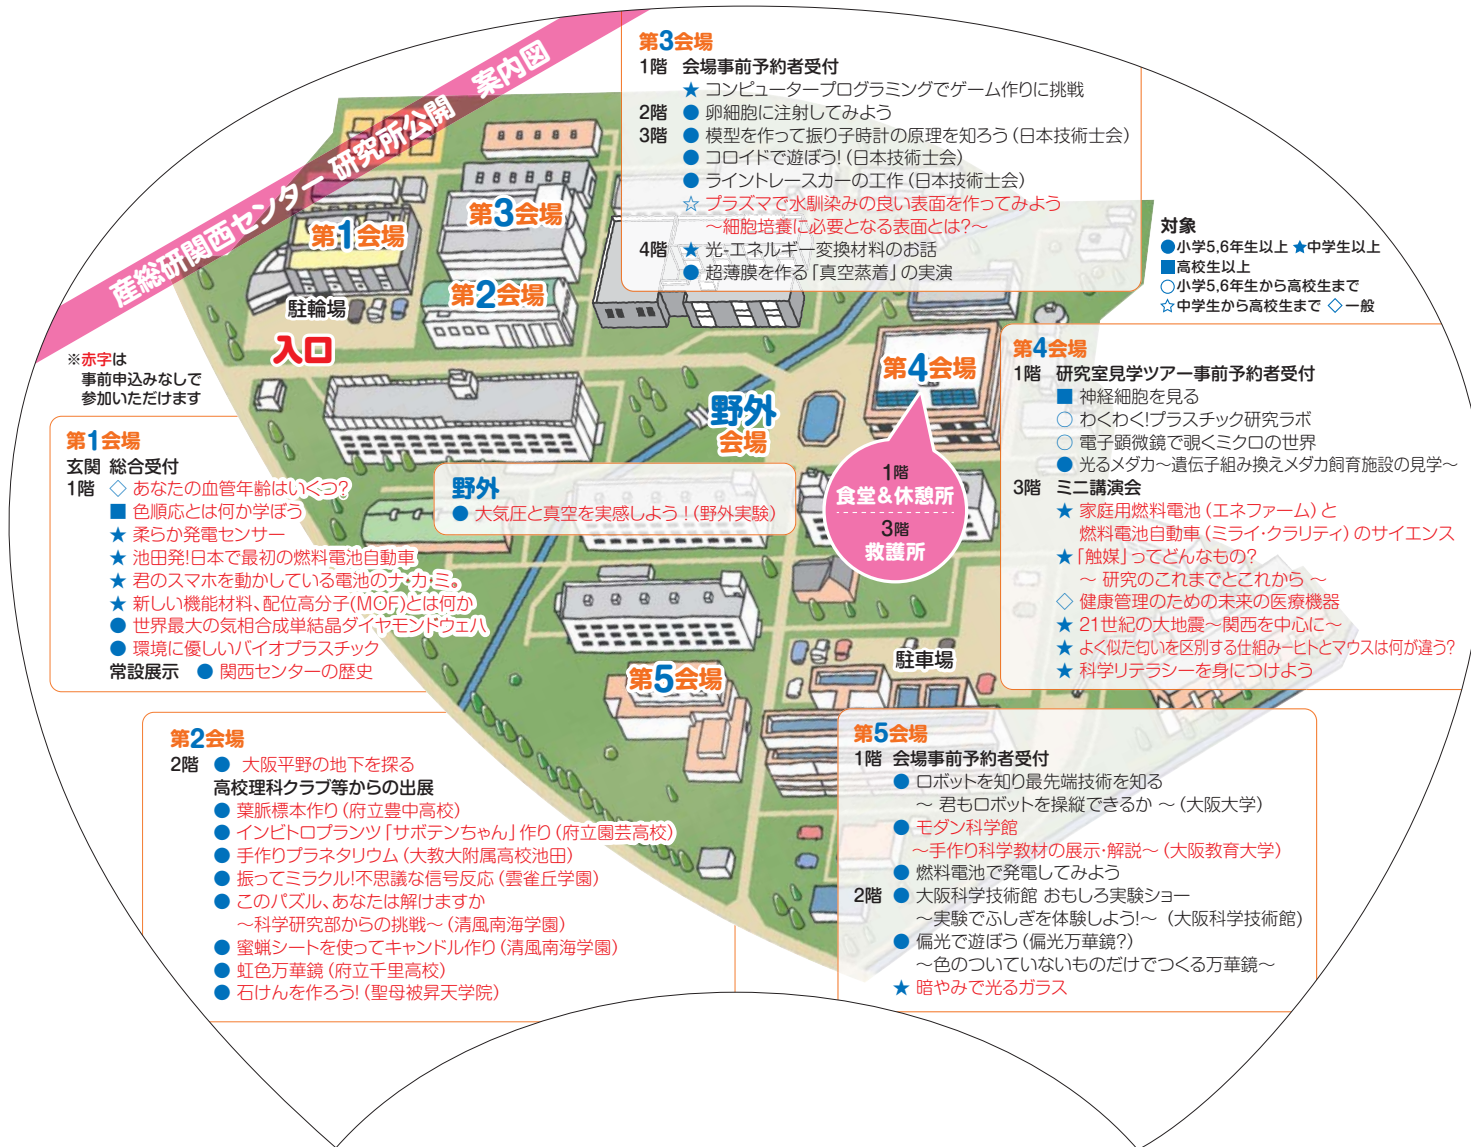 産総研関西センター 研究所公開 案内図
第3会場
1階 会場事前予約者受付
★ コンピュータープログラミングでゲーム作りに挑戦
2階 ● 卵細胞に注射してみよう
3階 ● 模型を作って振り子時計の原理を知ろう(日本技術士会)
● コロイドで遊ぼう!(日本技術士会)
● ライントレースカーの工作(日本技術士会)
☆ プラズマで水馴染みの良い表面を作ってみよう
〜細胞培養に必要となる表面とは?〜
4階 ★ 光-エネルギー変換材料のお話
● 超薄膜を作る「真空蒸着」の実演
対象
●小学5,6年生以上 ★中学生以上
■高校生以上
○小学5,6年生から高校生まで
☆中学生から高校生まで ◇一般
第1会場
第3会場
第2会場
駐輪場
入口
第4会場
野外
会場
1階
食堂&休憩所
3階
救護所
第5会場
駐車場
※赤字は
事前申込みなしで
参加いただけます
第1会場
玄関 総合受付
1階 ◇ あなたの血管年齢はいくつ?
■ 色順応とは何か学ぼう
★ 柔らか発電センサー
★ 池田発!日本で最初の燃料電池自動車
★ 君のスマホを動かしている電池のナ・カ・ミ。
★ 新しい機能材料、配位高分子(MOF)とは何か
● 世界最大の気相合成単結晶ダイヤモンドウェハ
● 環境に優しいバイオプラスチック
常設展示 ● 関西センターの歴史
野外
● 大気圧と真空を実感しよう!(野外実験)
第4会場
1階 研究室見学ツアー事前予約者受付
■ 神経細胞を見る
○ わくわく!プラスチック研究ラボ
○ 電子顕微鏡で覗くミクロの世界
● 光るメダカ〜遺伝子組み換えメダカ飼育施設の見学〜
3階 ミニ講演会
★ 家庭用燃料電池(エネファーム)と
燃料電池自動車(ミライ・クラリティ)のサイエンス
★「触媒」ってどんなもの?
〜 研究のこれまでとこれから 〜
◇ 健康管理のための未来の医療機器
★ 21世紀の大地震〜関西を中心に〜
★ よく似た匂いを区別する仕組みーヒトとマウスは何が違う?
★ 科学リテラシーを身につけよう
第2会場
2階 ● 大阪平野の地下を探る
高校理科クラブ等からの出展
● 葉脈標本作り(府立豊中高校)
● インビトロプランツ「サボテンちゃん」作り(府立園芸高校)
● 手作りプラネタリウム(大教大附属高校池田)
● 振ってミラクル!不思議な信号反応(雲雀丘学園)
● このパズル、あなたは解けますか
〜科学研究部からの挑戦〜(清風南海学園)
● 蜜蝋シートを使ってキャンドル作り(清風南海学園)
● 虹色万華鏡(府立千里高校)
● 石けんを作ろう!(聖母被昇天学院)
第5会場
1階 会場事前予約者受付
● ロボットを知り最先端技術を知る
〜 君もロボットを操縦できるか 〜(大阪大学)
● モダン科学館
〜手作り科学教材の展示・解説〜(大阪教育大学)
● 燃料電池で発電してみよう
2階 ● 大阪科学技術館 おもしろ実験ショー
〜実験でふしぎを体験しよう!〜(大阪科学技術館)
● 偏光で遊ぼう(偏光万華鏡?)
〜色のついていないものだけでつくる万華鏡〜
★ 暗やみで光るガラス